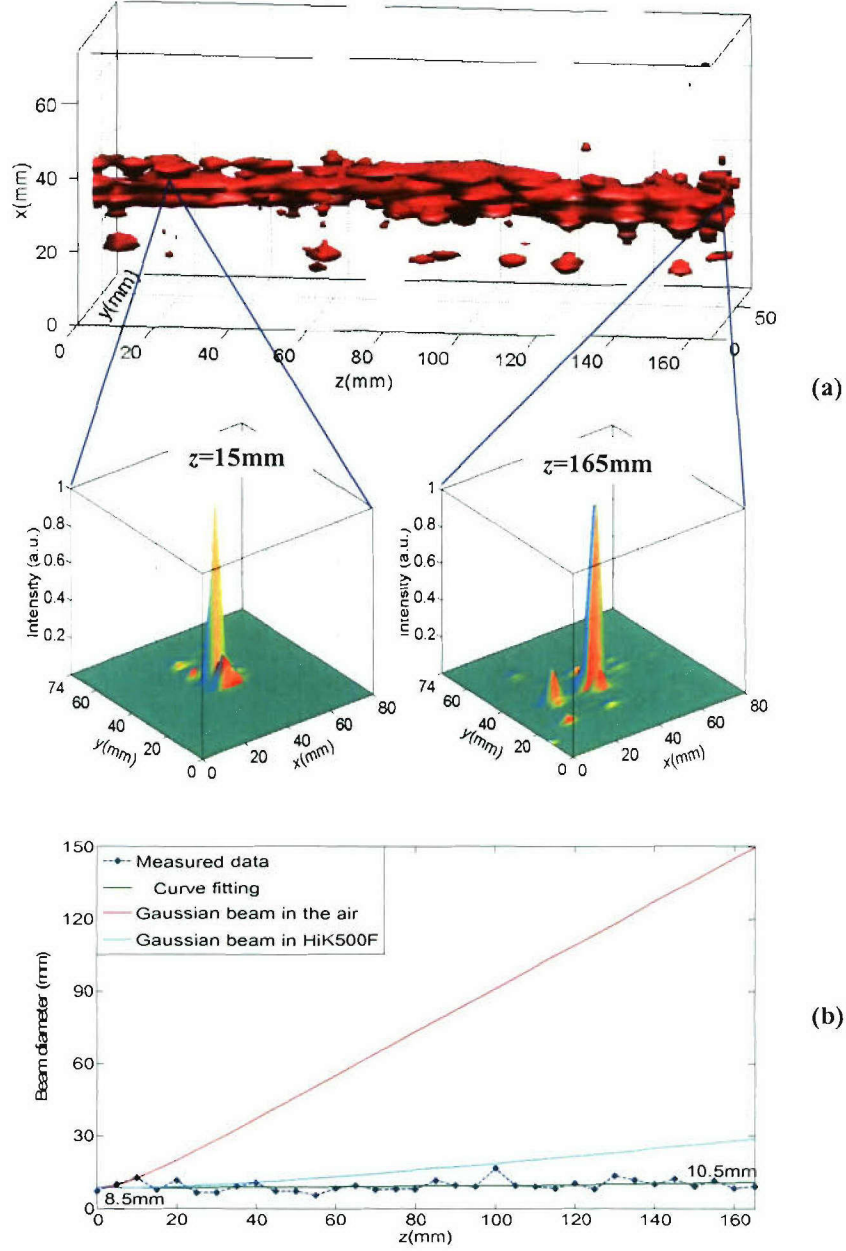 60
40
20
0
x(mm)
y(mm)
0 20 40 60 80 100 120 140 160
z(mm)
0 50
(a)
z=15mm
1
0.8
0.6
0.4
0.2
Intensity (a.u.)
74 60 40 20 0
y(mm)
0 20 40 60 80
x(mm)
z=165mm
1
0.8
0.6
0.4
0.2
Intensity (a.u.)
74 60 40 20 0
y(mm)
0 20 40 60 80
x(mm)
150
120
90
60
30
0
Beam diameter (mm)
Measured data
Curve fitting
Gaussian beam in the air
Gaussian beam in HiK500F
(b)
10.5mm
8.5mm
0 20 40 60 80 100 120 140 160
z(mm)